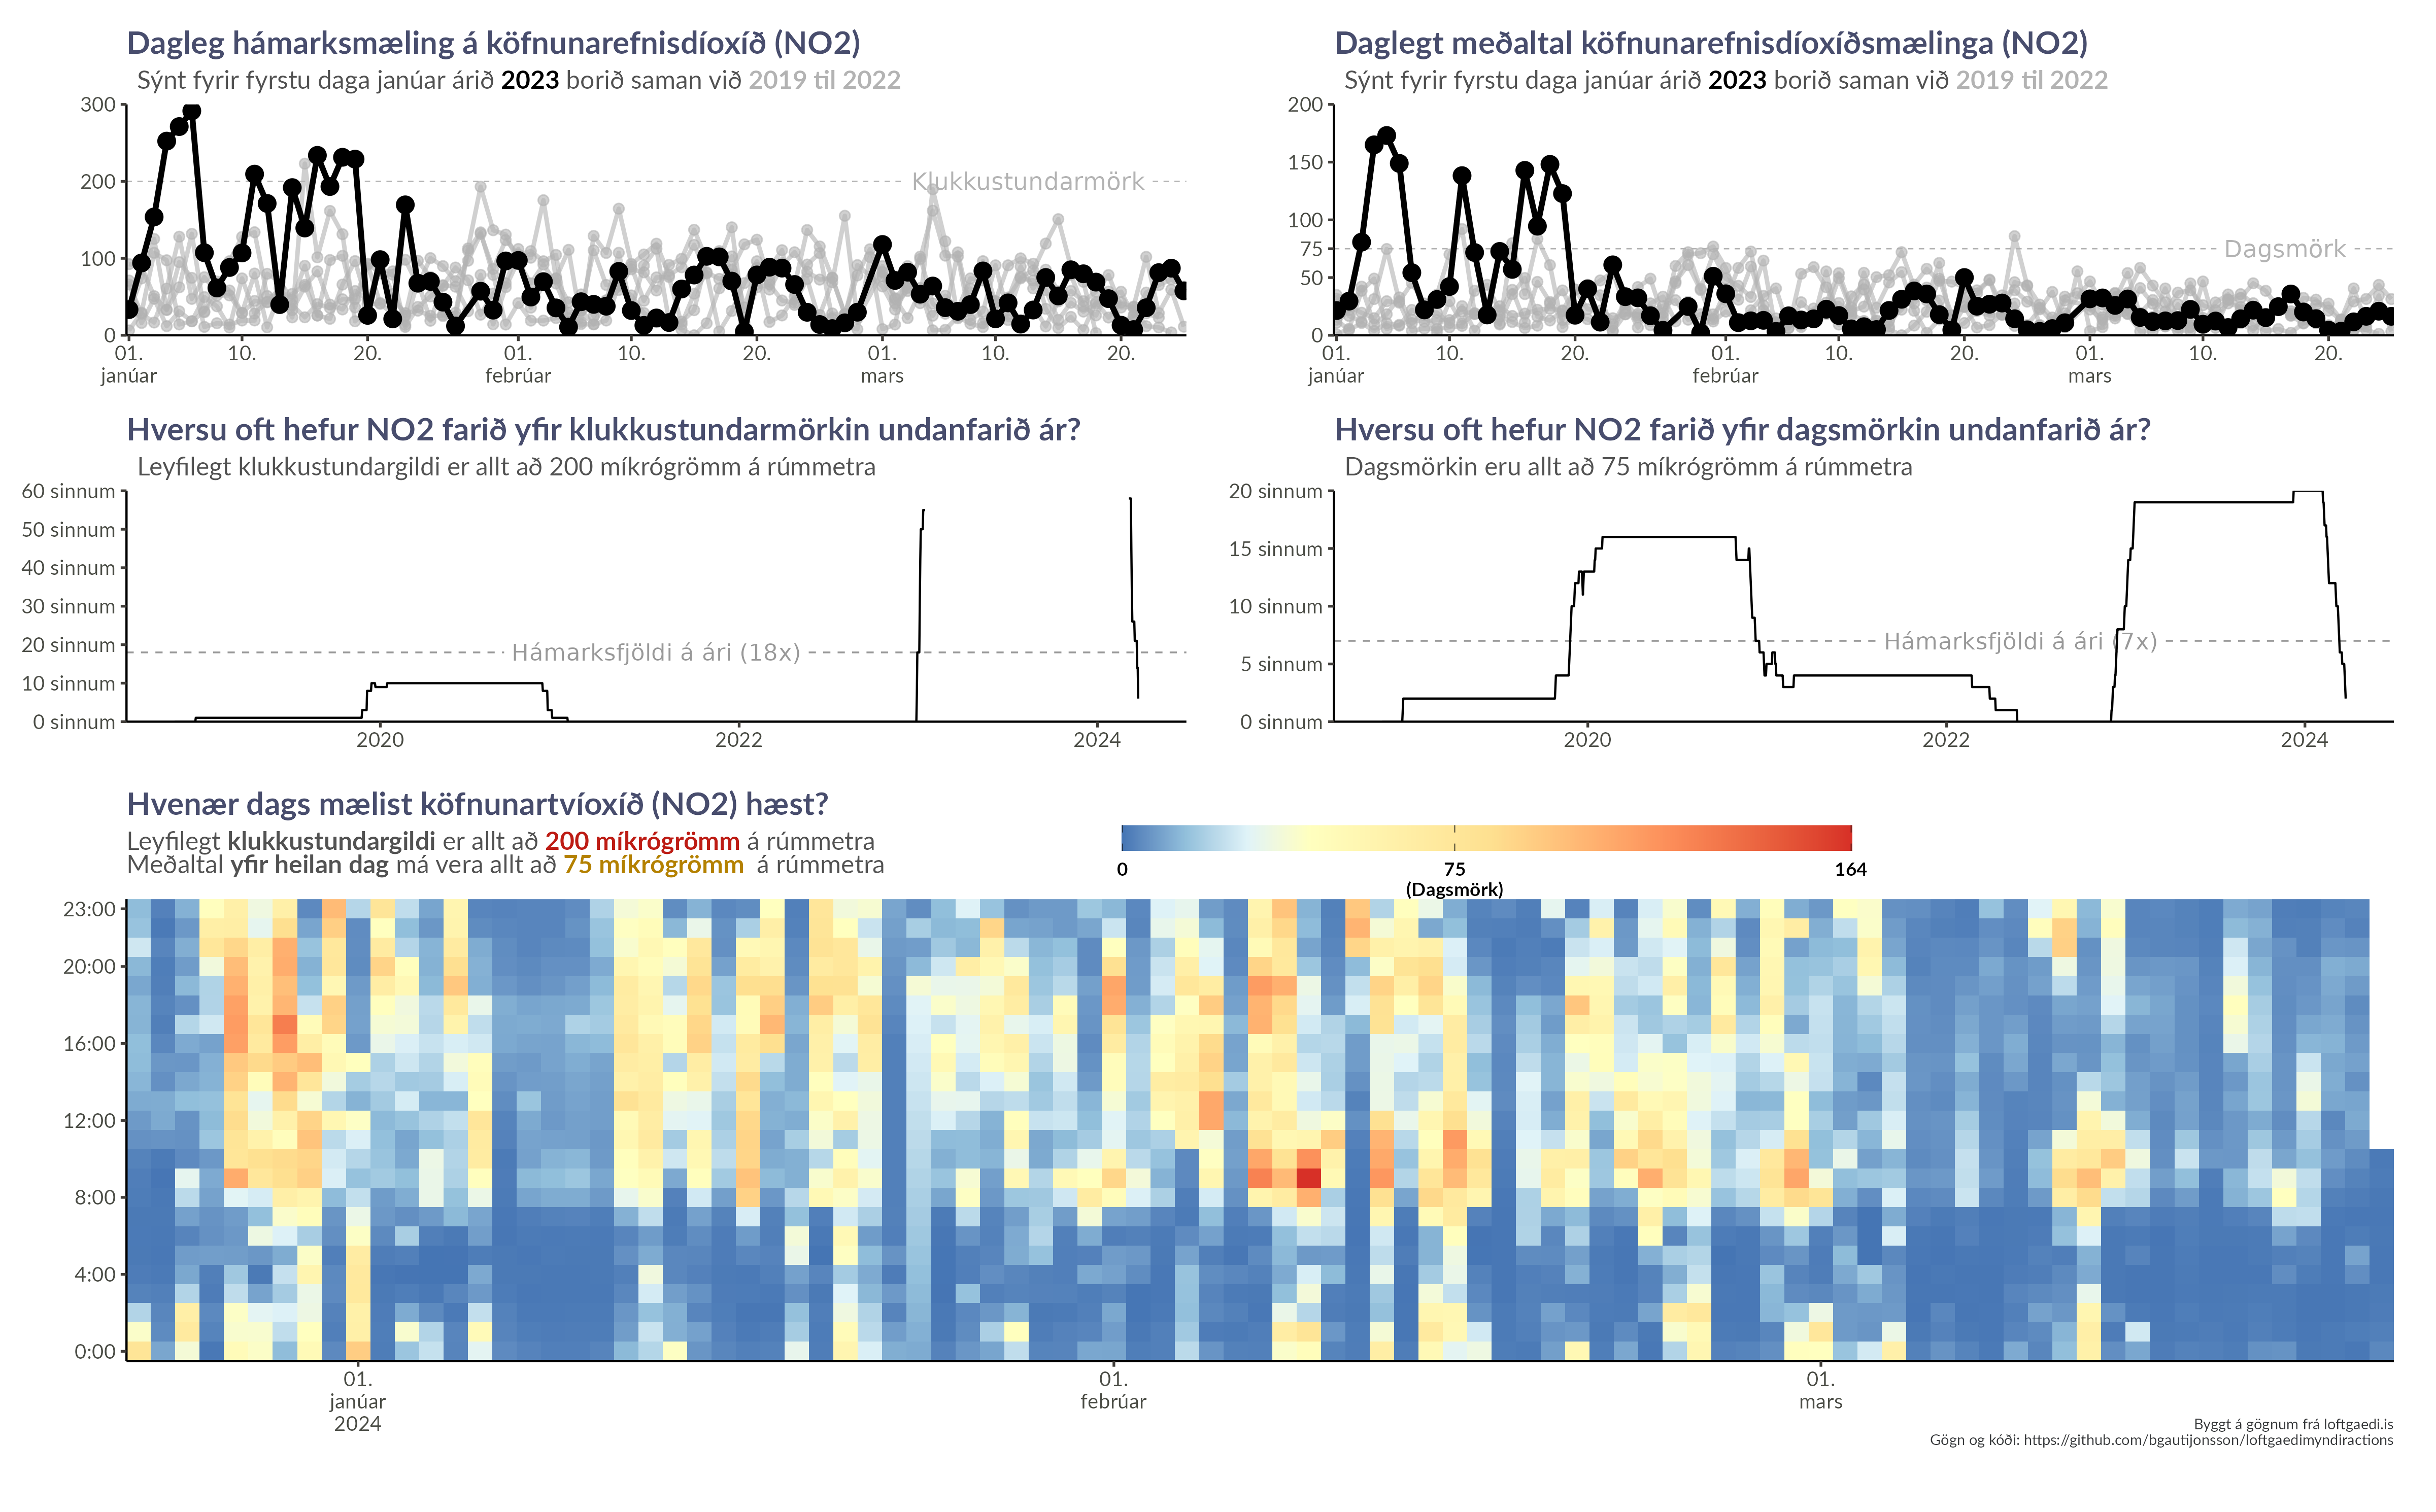 Dagleg hámarksmæling á köfnunarefnisdíoxíð (NO2)
Sýnt fyrir fyrstu daga janúar árið 2023 borið saman við 2019 til 2022
300
200
100
0
Klukkustundarmörk
01. 10. 20. 01. 10. 20. 01. 10. 20.
janúar febrúar mars
Daglegt meðaltal köfnunarefnisdíoxíðsmælinga (NO2)
Sýnt fyrir fyrstu daga janúar árið 2023 borið saman við 2019 til 2022
200
150
100
75
50
0
Dagsmörk
01. 10. 20. 01. 10. 20. 01. 10. 20.
janúar febrúar mars
Hversu oft hefur NO2 farið yfir klukkustundarmörkin undanfarið ár?
Leyfilegt klukkustundargildi er allt að 200 míkrógrömm á rúmmetra
60 sinnum
50 sinnum
40 sinnum
30 sinnum
20 sinnum
10 sinnum
0 sinnum
Hámarksfjöldi á ári (18x)
2020 2022 2024
Hversu oft hefur NO2 farið yfir dagsmörkin undanfarið ár?
Dagsmörkin eru allt að 75 míkrógrömm á rúmmetra
20 sinnum
15 sinnum
10 sinnum
5 sinnum
0 sinnum
Hámarksfjöldi á ári (7x)
2020 2022 2024
Hvenær dags mælist köfnunartvíoxíð (NO2) hæst?
Leyfilegt klukkustundargildi er allt að 200 míkrógrömm á rúmmetra
Meðaltal yfir heilan dag má vera allt að 75 míkrógrömm á rúmmetra
0 75 164
(Dagsmörk)
23:00
20:00
16:00
12:00
8:00
4:00
0:00
01. 01. 01.
janúar febrúar mars
2024
Byggt á gögnum frá loftgaedi.is
Gögn og kóði: https://github.com/bgautijonsson/loftgaedimyndiractions